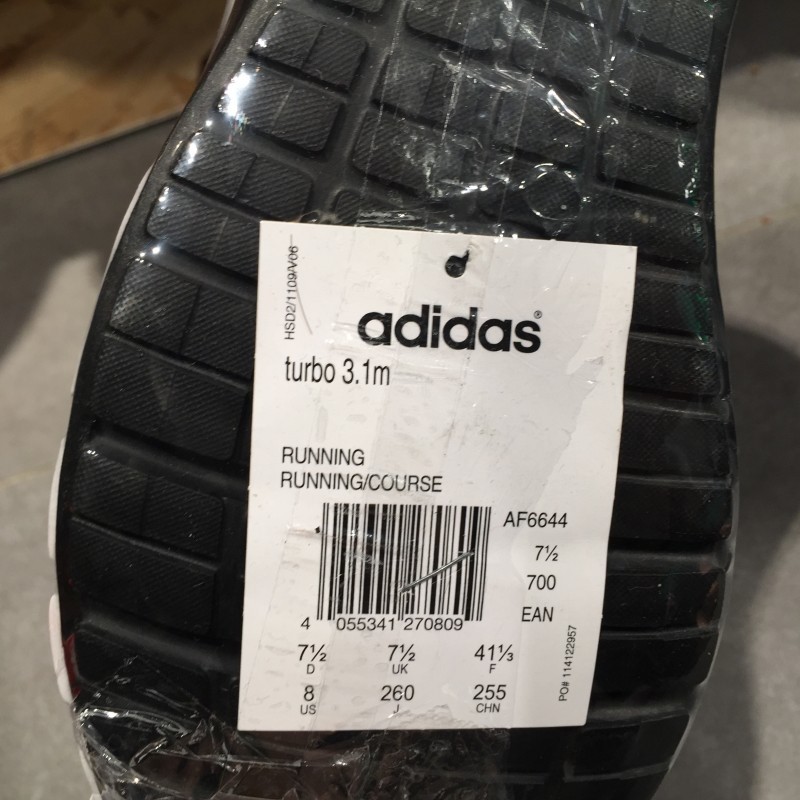 HSD2/1109/V06
adidas®
turbo 3.1m
RUNNING
RUNNING/COURSE
AF6644
7½
700
EAN
4 055341 270809
7½ 7½ 41⅓
D UK F
8 260 255
US J CHN
PO# 114122957